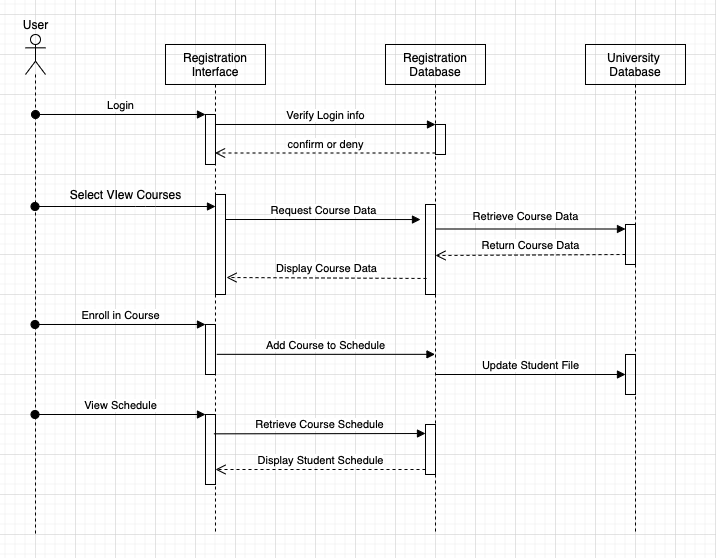 User
Registration
Interface
Registration
Database
University
Database
Login
Verify Login info
confirm or deny
Select VIew Courses
Request Course Data
Retrieve Course Data
Return Course Data
Display Course Data
Enroll in Course
Add Course to Schedule
Update Student File
View Schedule
Retrieve Course Schedule
Display Student Schedule